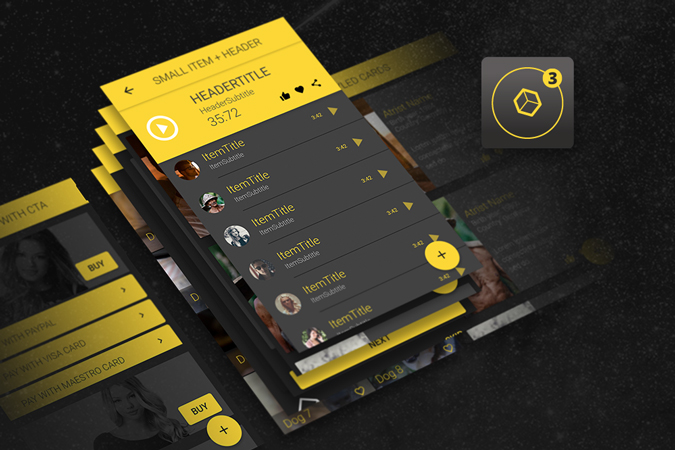 SMALL ITEM + HEADER
HEADERTITLE
HeaderSubtitle
35:72
ItemTitle
ItemSubtitle
3:42
ItemTitle
ItemSubtitle
3:42
ItemTitle
ItemSubtitle
3:42
ItemTitle
ItemSubtitle
3:42
ItemTitle
ItemSubtitle
3:42
ItemTitle
3:42
+
NEXT
Dog 7
Dog 8
LED CARDS
Artist Name
Artist Name
3
WITH CTA
BUY
PAY WITH PAYPAL
PAY WITH VISA CARD
PAY WITH MAESTRO CARD
BUY
+